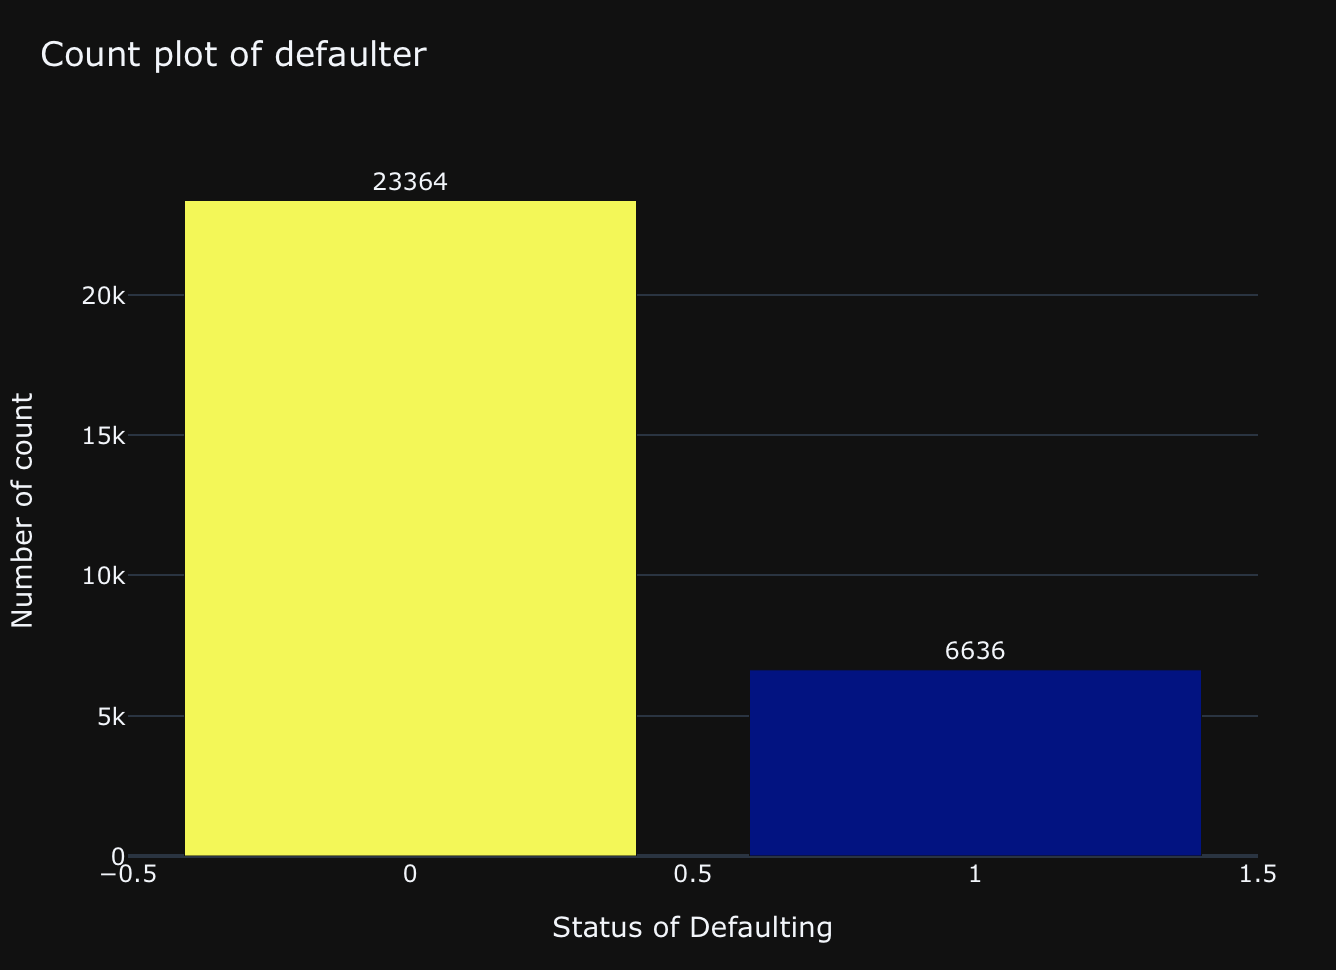 Count plot of defaulter
23364
6636
20k
15k
10k
5k
0
Number of count
−0.5
0
0.5
1
1.5
Status of Defaulting